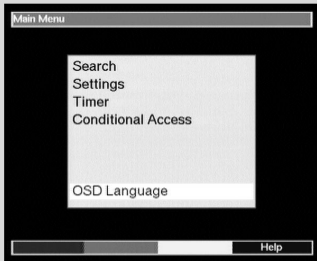 Main Menu
Search
Settings
Timer
Conditional Access
OSD Language
Help